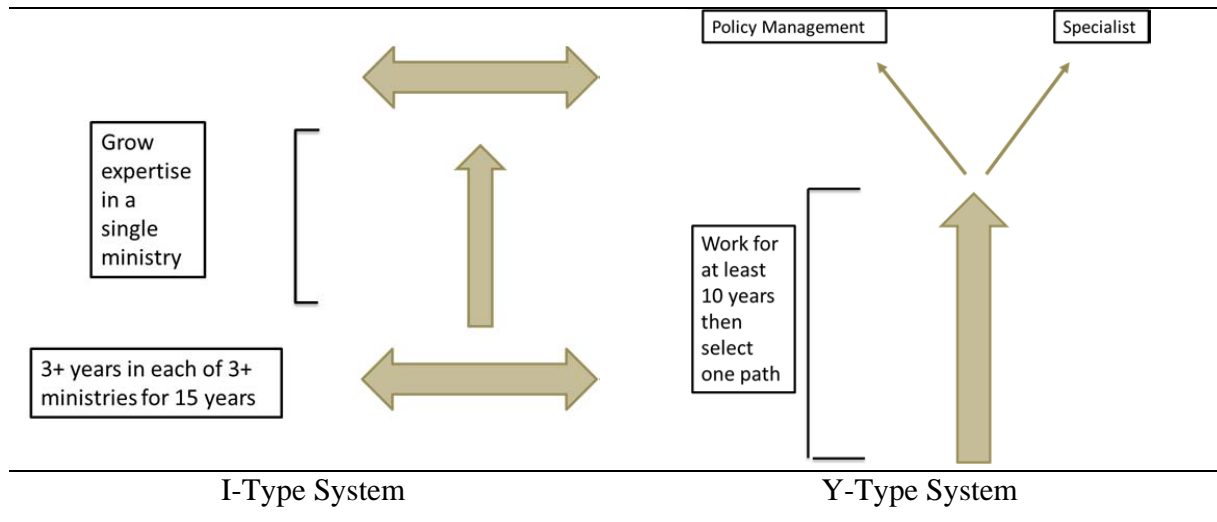 Grow
expertise
in a
single
ministry
3+ years in each of 3+
ministries for 15 years
Policy Management
Specialist
Work for
at least
10 years
then
select
one path
I-Type System
Y-Type System